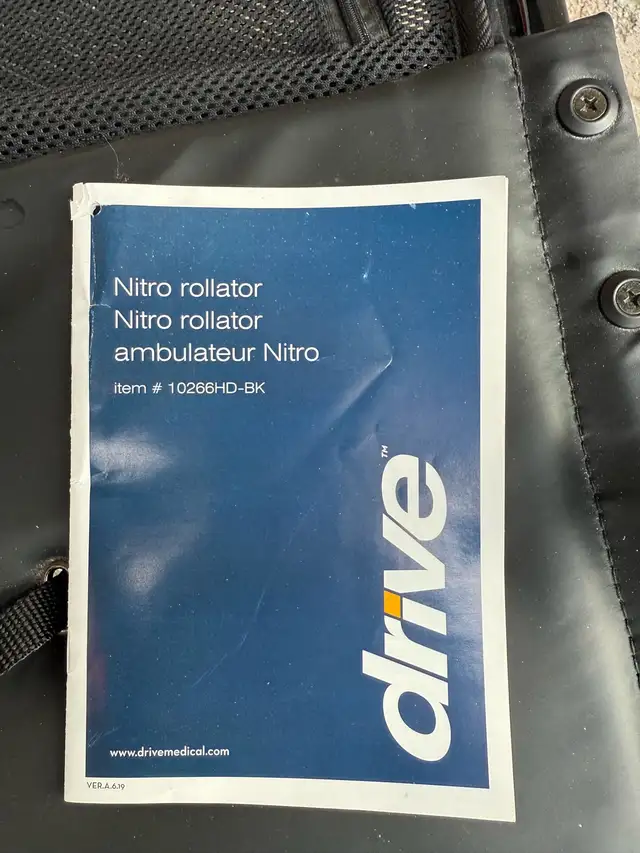 Nitro rollator
Nitro rollator
ambulateur Nitro
item # 10266HD-BK
drive™
www.drivemedical.com
VER.A.6.19